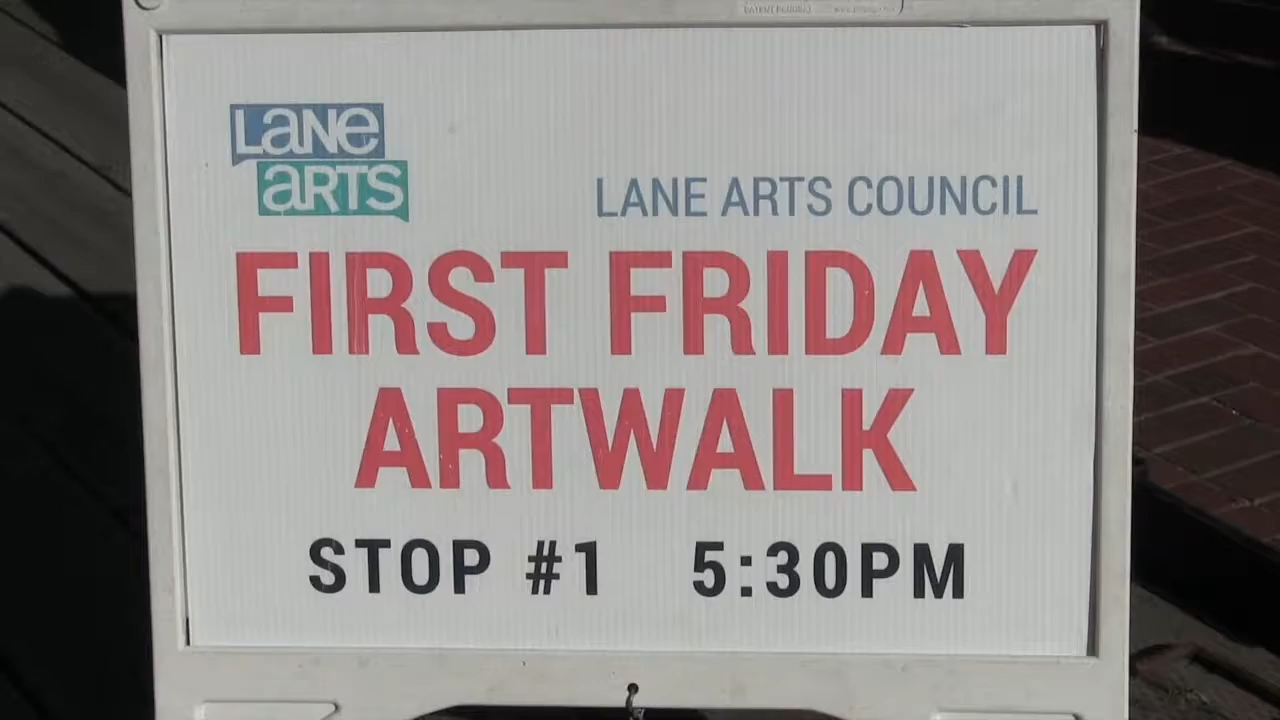 LaNe
aRTS
LANE ARTS COUNCIL
FIRST FRIDAY
ARTWALK
STOP #1 5:30PM